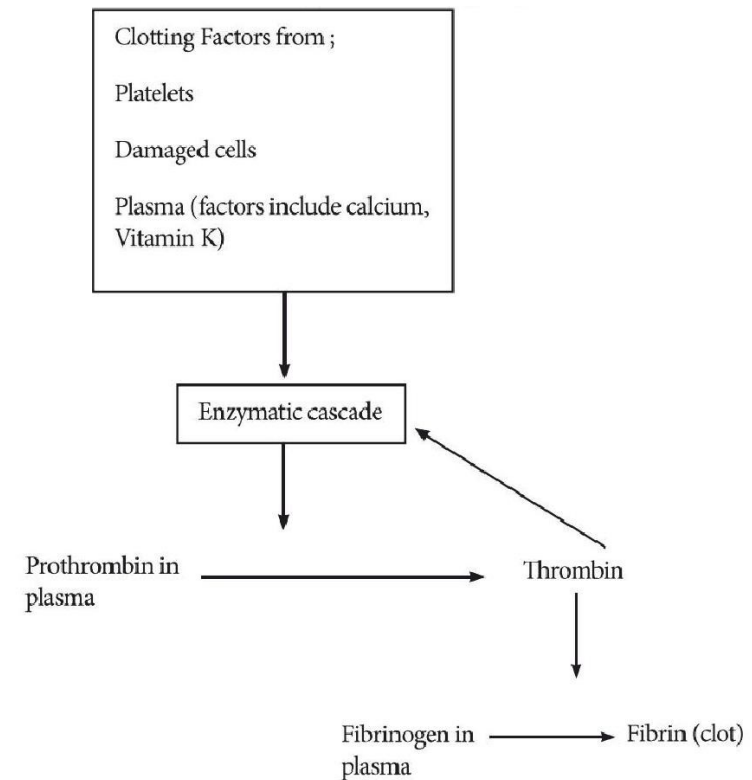 Clotting Factors from ;
Platelets
Damaged cells
Plasma (factors include calcium,
Vitamin K)
Enzymatic cascade
Prothrombin in
plasma
Thrombin
Fibrinogen in
plasma
Fibrin (clot)